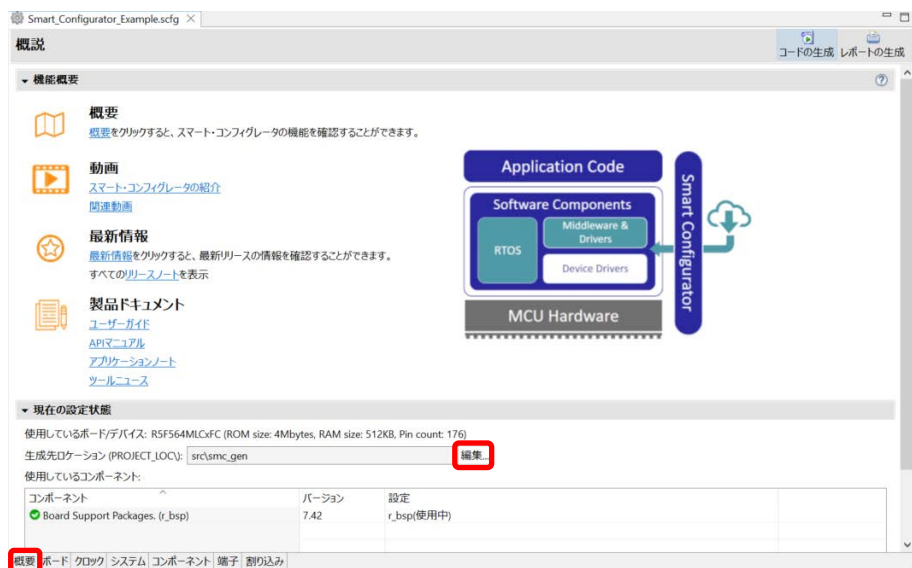 Smart_Configurator_Example.scfg
概説
コードの生成 レポートの生成
機能概要
概要
概要をクリックすると、スマート・コンフィグレータの機能を確認することができます。
動画
スマート・コンフィグレータの紹介
関連動画
最新情報
最新情報をクリックすると、最新リリースの情報を確認することができます。
すべてのリリースノートを表示
製品ドキュメント
ユーザーガイド
APIマニュアル
アプリケーションノート
ツールニュース
Application Code
Software Components
RTOS
Middleware &
Drivers
Device Drivers
MCU Hardware
Smart Configurator
現在の設定状態
使用しているボード/デバイス: R5F564MLCxFC (ROM size: 4Mbytes, RAM size: 512KB, Pin count: 176)
生成先ロケーション (PROJECT_LOC\): src\smc_gen 編集...
使用しているコンポーネント:
コンポーネント バージョン 設定
Board Support Packages. (r_bsp) 7.42 r_bsp(使用中)
概要 ボード クロック システム コンポーネント 端子 割り込み